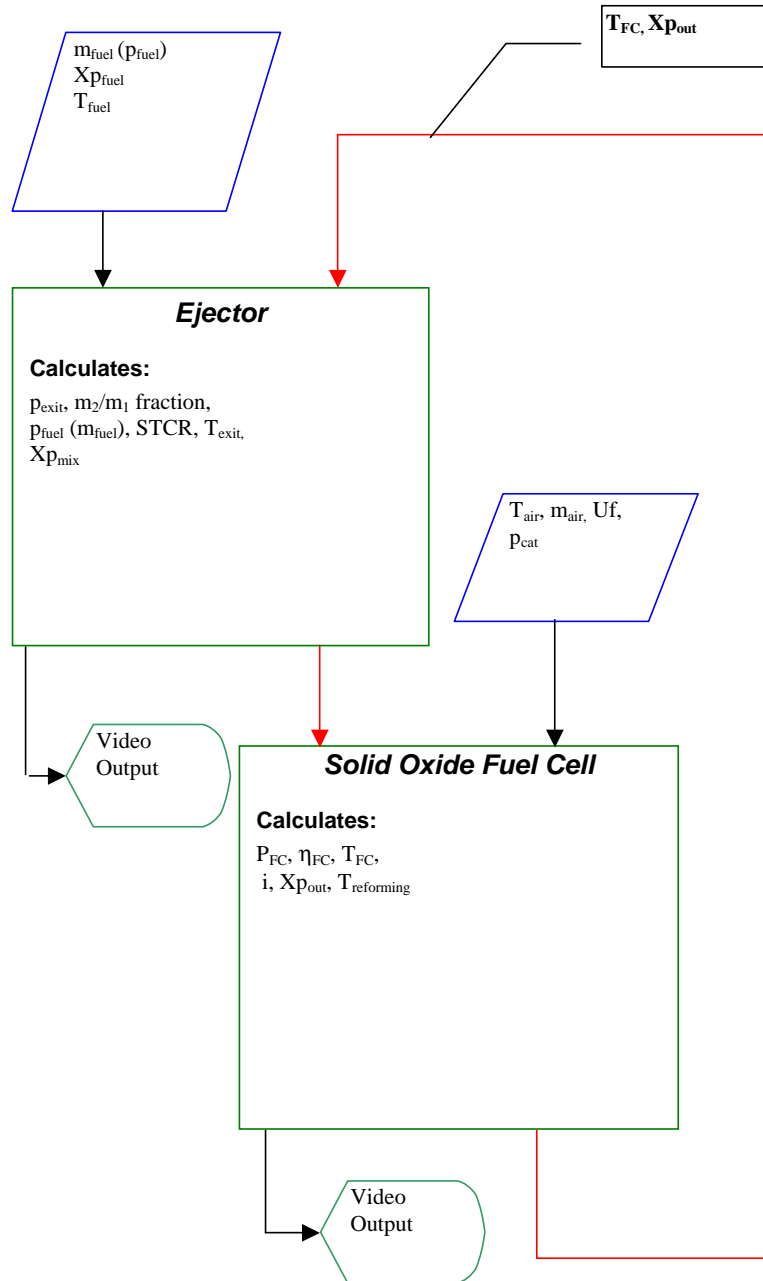 m_fuel (p_fuel)
Xp_fuel
T_fuel
T_FC, Xp_out
Ejector
Calculates:
p_exit, m_2/m_1 fraction,
p_fuel (m_fuel), STCR, T_exit,
Xp_mix
T_air, m_air, Uf,
p_cat
Video
Output
Solid Oxide Fuel Cell
Calculates:
P_FC, η_FC, T_FC,
i, Xp_out, T_reforming
Video
Output